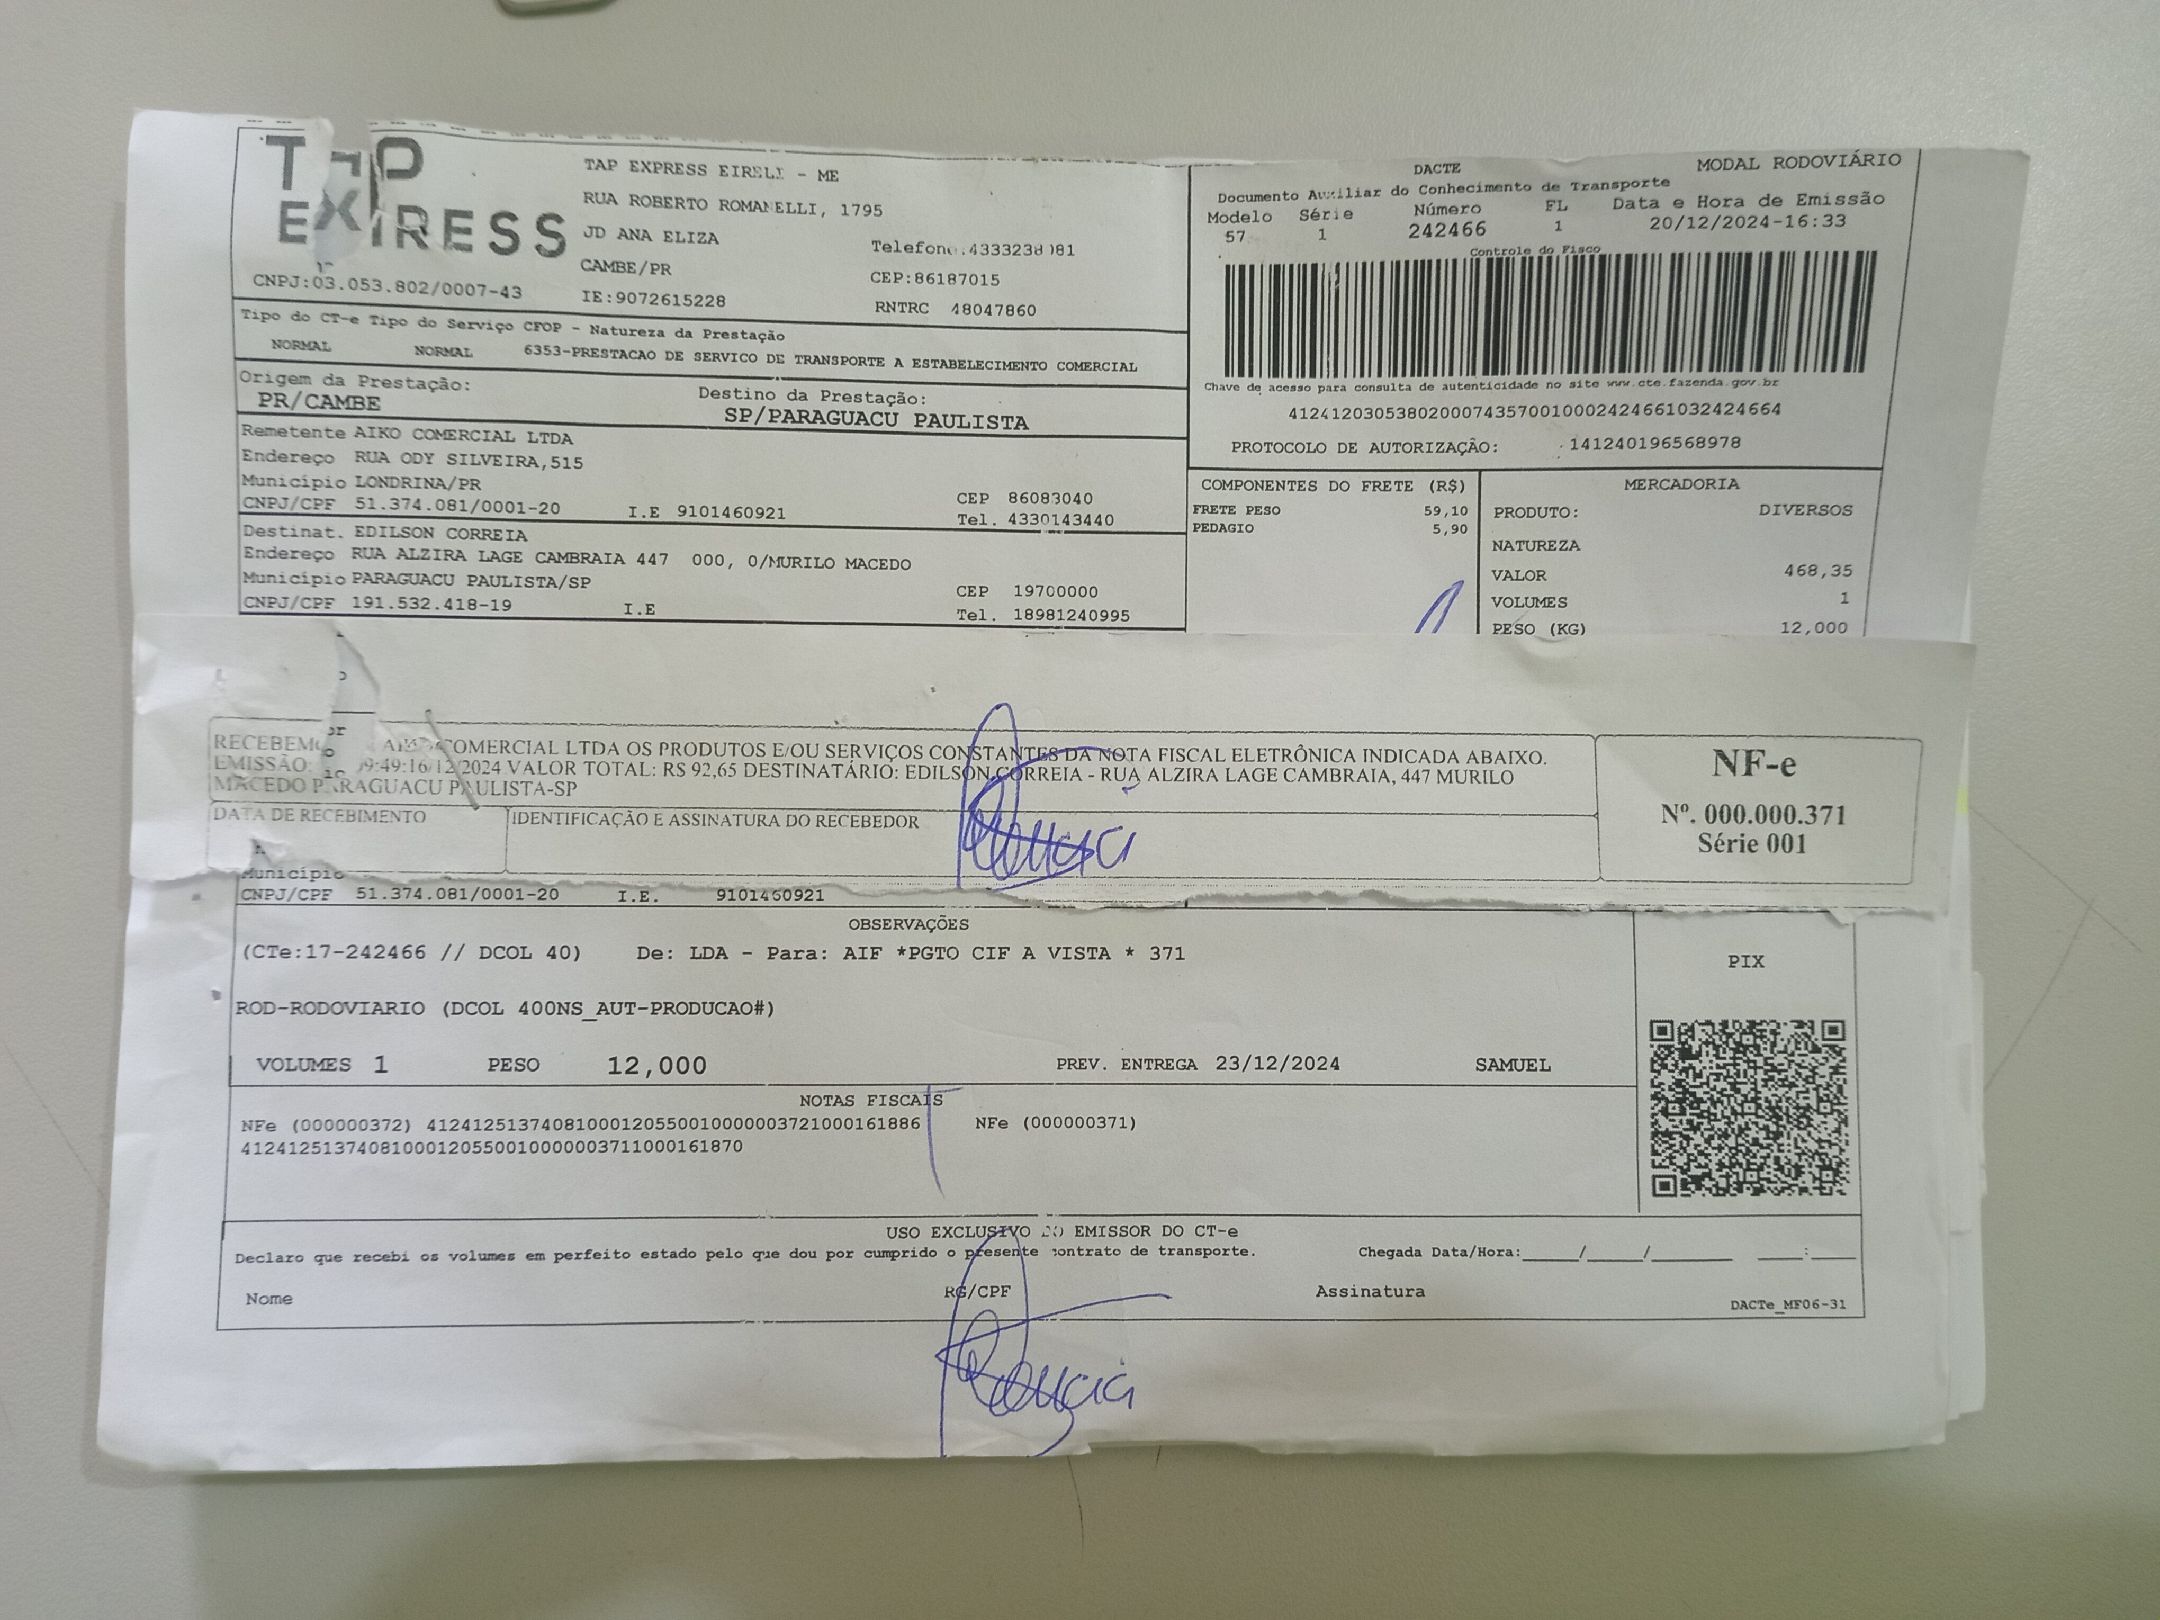 TAP
EXPRESS
TAP EXPRESS EIRELI - ME
RUA ROBERTO ROMANELLI, 1795
JD ANA ELIZA
Telefone.4333238081
CAMBE/PR
CEP:86187015
CNPJ:03.053.802/0007-43
IE:9072615228
RNTRC 48047860
DACTE
MODAL RODOVIÁRIO
Documento Auxiliar do Conhecimento de Transporte
Modelo Série Número FL Data e Hora de Emissão
57 1 242466 1 20/12/2024-16:33
Controle do Fisco
Chave de acesso para consulta de autenticidade no site www.cte.fazenda.gov.br
41241203053802000743570010002424661032424664
PROTOCOLO DE AUTORIZAÇÃO: 141240196568978
Tipo do CT-e Tipo do Serviço CFOP - Natureza da Prestação
NORMAL NORMAL 6353-PRESTACAO DE SERVICO DE TRANSPORTE A ESTABELECIMENTO COMERCIAL
Origem da Prestação: Destino da Prestação:
PR/CAMBE SP/PARAGUACU PAULISTA
Remetente AIKO COMERCIAL LTDA
Endereço RUA ODY SILVEIRA,515
Município LONDRINA/PR
CEP 86083040
CNPJ/CPF 51.374.081/0001-20 I.E 9101460921
Tel. 4330143440
Destinat. EDILSON CORREIA
Endereço RUA ALZIRA LAGE CAMBRAIA 447 000, 0/MURILO MACEDO
Município PARAGUACU PAULISTA/SP
CEP 19700000
CNPJ/CPF 191.532.418-19 I.E
Tel. 18981240995
COMPONENTES DO FRETE (R$)
FRETE PESO 59,10
PEDAGIO 5,90
MERCADORIA
PRODUTO: DIVERSOS
NATUREZA
VALOR 468,35
VOLUMES 1
PESO (KG) 12,000
RECEBEMO COMERCIAL LTDA OS PRODUTOS E/OU SERVIÇOS CONSTANTES DA NOTA FISCAL ELETRÔNICA INDICADA ABAIXO.
EMISSÃO: 9:49:16/12/2024 VALOR TOTAL: R$ 92,65 DESTINATÁRIO: EDILSON CORREIA - RUA ALZIRA LAGE CAMBRAIA, 447 MURILO
MACEDO PARAGUACU PAULISTA-SP
DATA DE RECEBIMENTO
IDENTIFICAÇÃO E ASSINATURA DO RECEBEDOR
NF-e
Nº. 000.000.371
Série 001
Município
CNPJ/CPF 51.374.081/0001-20 I.E. 9101460921
OBSERVAÇÕES
(CTe:17-242466 // DCOL 40) De: LDA - Para: AIF *PGTO CIF A VISTA * 371
ROD-RODOVIARIO (DCOL 400NS_AUT-PRODUCAO#)
VOLUMES 1 PESO 12,000 PREV. ENTREGA 23/12/2024 SAMUEL
PIX
NOTAS FISCAIS
NFe (000000372) 41241251374081000120550010000003721000161886 NFe (000000371)
41241251374081000120550010000003711000161870
USO EXCLUSIVO DO EMISSOR DO CT-e
Declaro que recebi os volumes em perfeito estado pelo que dou por cumprido o presente contrato de transporte.
Chegada Data/Hora:____/____/______ ___:___
Nome RG/CPF Assinatura
DACTe_MF06-31